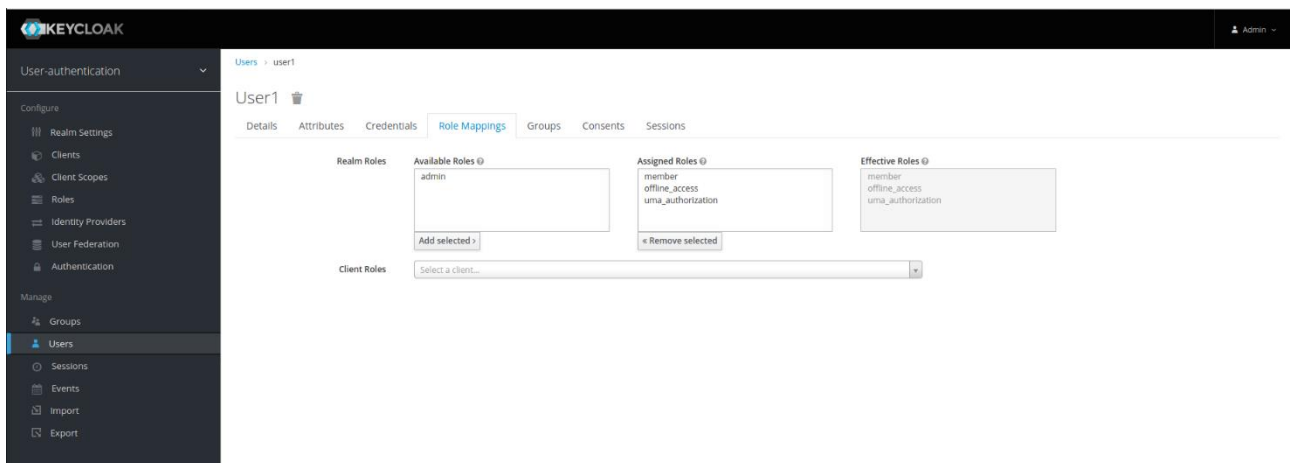 KEYCLOAK
Admin
User-authentication
Configure
Realm Settings
Clients
Client Scopes
Roles
Identity Providers
User Federation
Authentication
Manage
Groups
Users
Sessions
Events
Import
Export
Users > user1
User1
Details Attributes Credentials Role Mappings Groups Consents Sessions
Realm Roles
Available Roles
admin
Add selected »
Assigned Roles
member
offline_access
uma_authorization
« Remove selected
Effective Roles
member
offline_access
uma_authorization
Client Roles
Select a client...